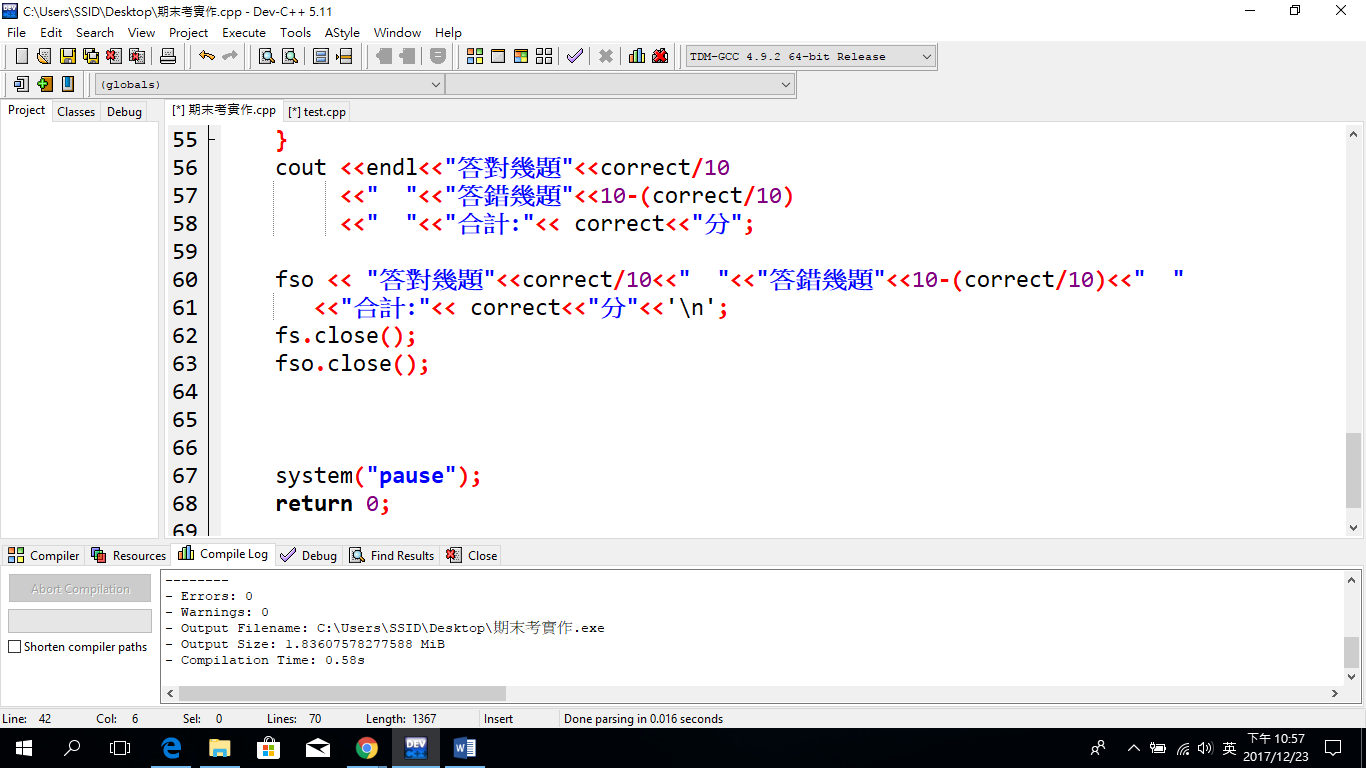 C:\Users\SSID\Desktop\期末考實作.cpp - Dev-C++ 5.11
File Edit Search View Project Execute Tools AStyle Window Help
TDM-GCC 4.9.2 64-bit Release
(globals)
Project Classes Debug [*] 期末考實作.cpp [*] test.cpp
55 }
56 cout <<endl<<"答對幾題"<<correct/10
57 <<"  "<<"答錯幾題"<<10-(correct/10)
58 <<"  "<<"合計:"<< correct<<"分";
59
60 fso << "答對幾題"<<correct/10<<"  "<<"答錯幾題"<<10-(correct/10)<<"  "
61 <<"合計:"<< correct<<"分"<<'\n';
62 fs.close();
63 fso.close();
64
65
66
67 system("pause");
68 return 0;
69
Compiler Resources Compile Log Debug Find Results Close
Abort Compilation
Shorten compiler paths
--------
- Errors: 0
- Warnings: 0
- Output Filename: C:\Users\SSID\Desktop\期末考實作.exe
- Output Size: 1.83607578277588 MiB
- Compilation Time: 0.58s
Line: 42 Col: 6 Sel: 0 Lines: 70 Length: 1367 Insert Done parsing in 0.016 seconds
英 下午 10:57
2017/12/23